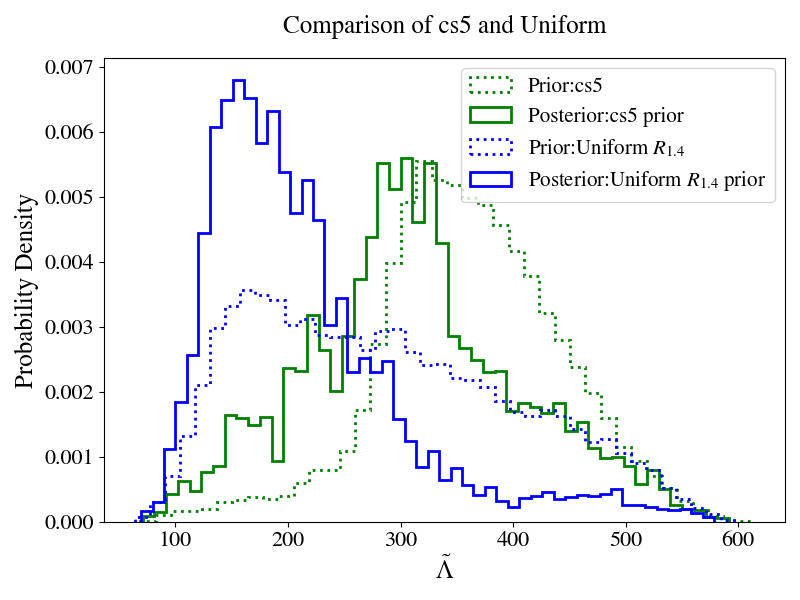 Comparison of cs5 and Uniform
Prior:cs5
Posterior:cs5 prior
Prior:Uniform R1.4
Posterior:Uniform R1.4 prior
Probability Density
0.007
0.006
0.005
0.004
0.003
0.002
0.001
0.000
100 200 300 400 500 600
Λ̃